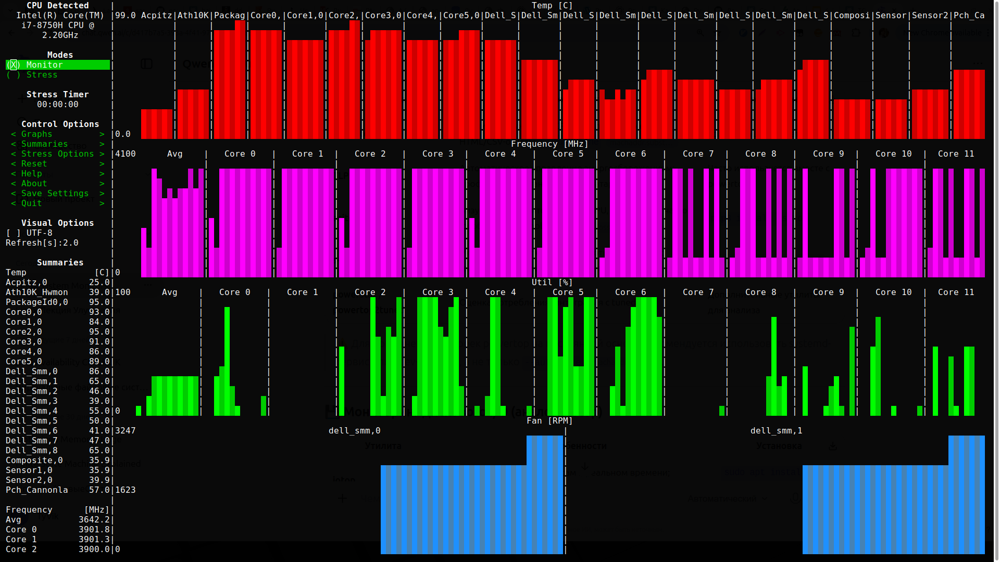 CPU Detected
Intel(R) Core(TM)
i7-8750H CPU @
2.20GHz
Modes
(X) Monitor
( ) Stress
Stress Timer
00:00:00
Control Options
< Graphs >
< Summaries >
< Stress Options >
< Reset >
< Help >
< About >
< Save Settings >
< Quit >
Visual Options
[ ] UTF-8
Refresh[s]:2.0
Summaries
Temp [C]
Acpitz,0 25.0
Ath10K_Hwmon 39.0
PackageId0,0 95.0
Core0,0 93.0
Core1,0 84.0
Core2,0 95.0
Core3,0 91.0
Core4,0 86.0
Core5,0 89.0
Dell_Smm,0 86.0
Dell_Smm,1 65.0
Dell_Smm,2 46.0
Dell_Smm,3 39.0
Dell_Smm,4 55.0
Dell_Smm,5 50.0
Dell_Smm,6 41.0
Dell_Smm,7 47.0
Dell_Smm,8 65.0
Composite,0 35.9
Sensor1,0 35.9
Sensor2,0 39.9
Pch_Cannonla 57.0
Frequency [MHz]
Avg 3642.2
Core 0 3901.8
Core 1 3901.3
Core 2 3900.0
Temp [C]
99.0 Acpitz|Ath10K|Packag|Core0,|Core1,0|Core2,|Core3,0|Core4,|Core5,0|Dell_S|Dell_Sm|Dell_S|Dell_Sm|Dell_S|Dell_Sm|Dell_S|Dell_Sm|Dell_S|Composi|Sensor|Sensor2|Pch_Ca
0.0
Frequency [MHz]
4100 Avg | Core 0 | Core 1 | Core 2 | Core 3 | Core 4 | Core 5 | Core 6 | Core 7 | Core 8 | Core 9 | Core 10 | Core 11
0
Util [%]
100 Avg | Core 0 | Core 1 | Core 2 | Core 3 | Core 4 | Core 5 | Core 6 | Core 7 | Core 8 | Core 9 | Core 10 | Core 11
0
Fan [RPM]
3247 dell_smm,0 | dell_smm,1
Утилита Установка
Автоматический
1623
0